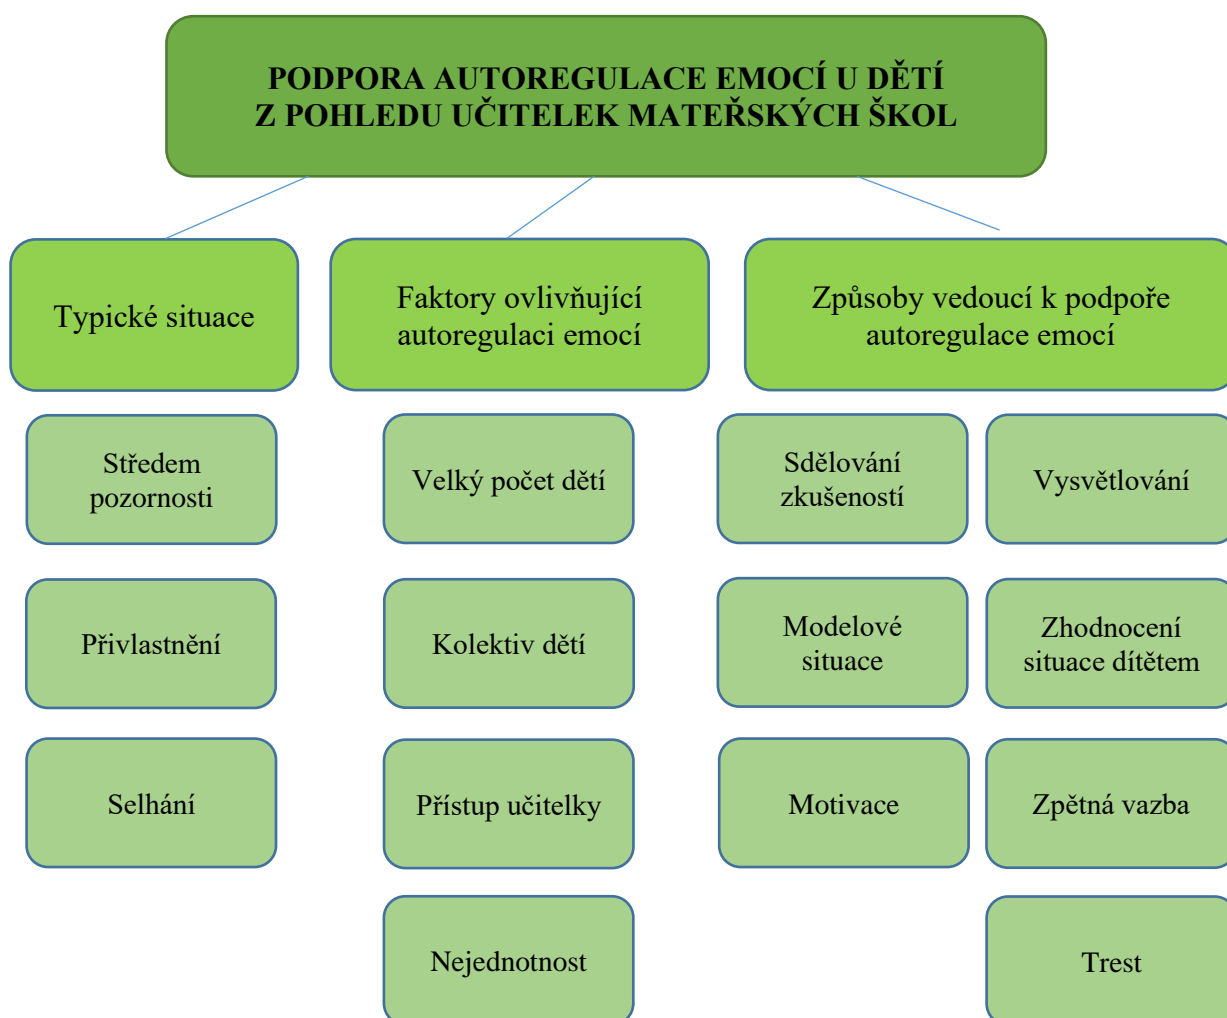 PODPORA AUTOREGULACE EMOCÍ U DĚTÍ
Z POHLEDU UČITELEK MATEŘSKÝCH ŠKOL
Typické situace
Faktory ovlivňující
autoregulaci emocí
Způsoby vedoucí k podpoře
autoregulace emocí
Středem
pozornosti
Velký počet dětí
Sdělování
zkušeností
Vysvětlování
Přivlastnění
Kolektiv dětí
Modelové
situace
Zhodnocení
situace dítětem
Selhání
Přístup učitelky
Motivace
Zpětná vazba
Nejednotnost
Trest